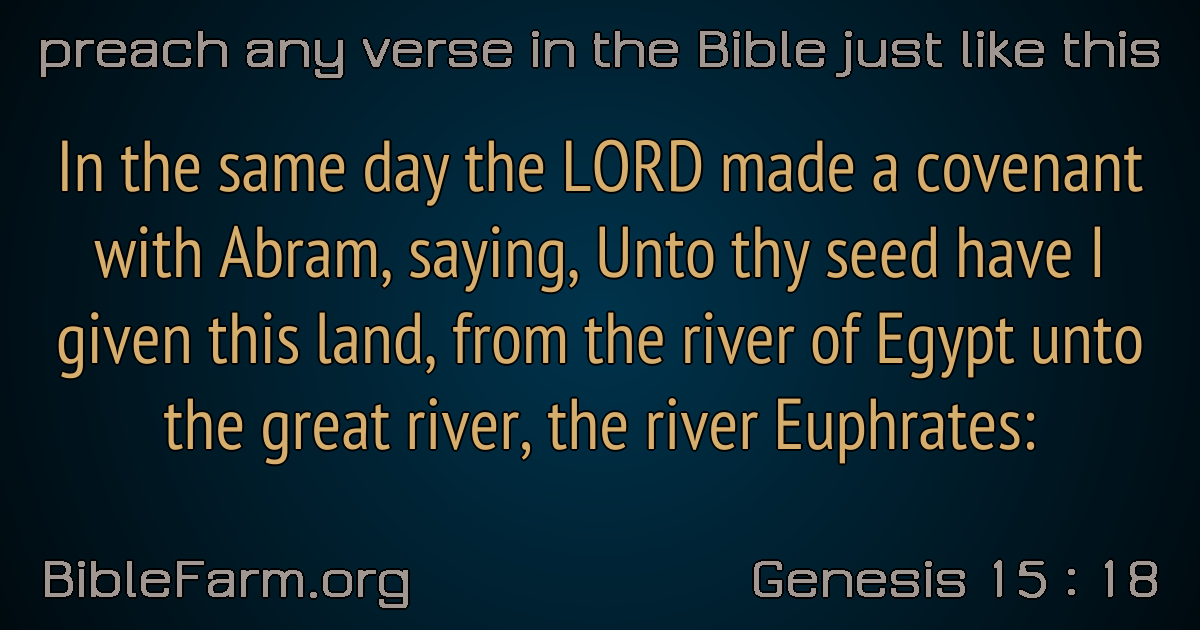 preach any verse in the Bible just like this
In the same day the LORD made a covenant
with Abram, saying, Unto thy seed have I
given this land, from the river of Egypt unto
the great river, the river Euphrates:
BibleFarm.org
Genesis 15 : 18